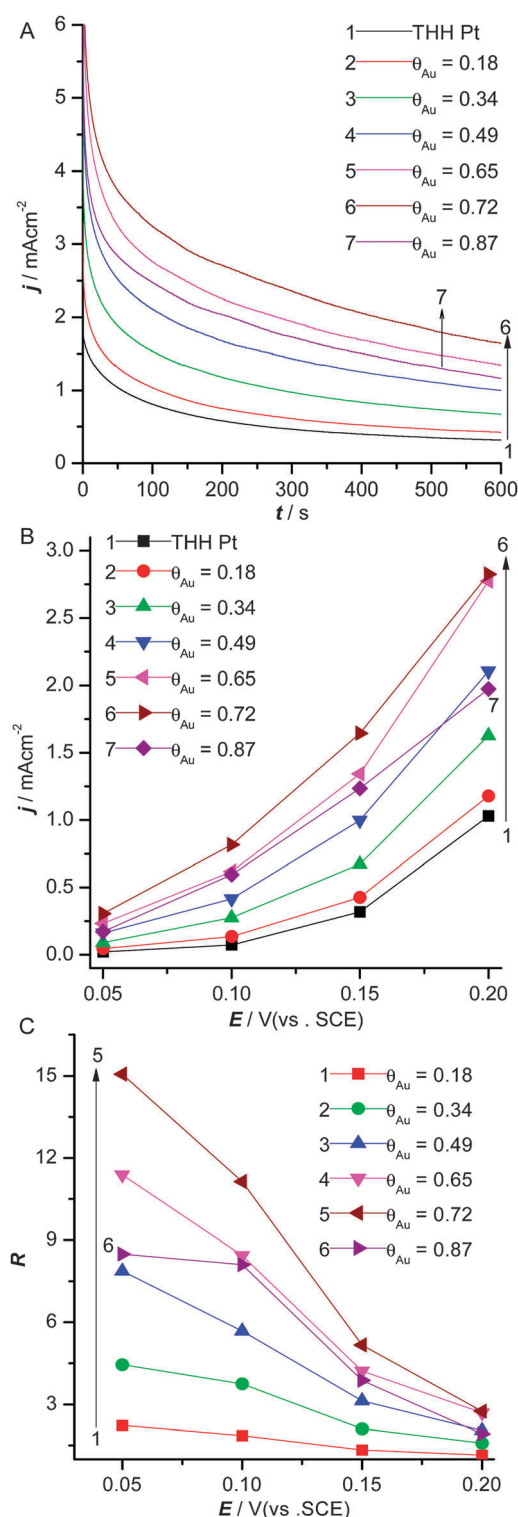 A
1 THH Pt
2 θAu = 0.18
3 θAu = 0.34
4 θAu = 0.49
5 θAu = 0.65
6 θAu = 0.72
7 θAu = 0.87
6
5
4
3
2
1
0
j / mAcm-2
7
6
1
0 100 200 300 400 500 600
t / s
B
1 THH Pt
2 θAu = 0.18
3 θAu = 0.34
4 θAu = 0.49
5 θAu = 0.65
6 θAu = 0.72
7 θAu = 0.87
3.0
2.5
2.0
1.5
1.0
0.5
0.0
j / mAcm-2
6
7
1
0.05 0.10 0.15 0.20
E / V(vs . SCE)
C
1 θAu = 0.18
2 θAu = 0.34
3 θAu = 0.49
4 θAu = 0.65
5 θAu = 0.72
6 θAu = 0.87
15
12
9
6
3
R
5
6
1
0.05 0.10 0.15 0.20
E / V(vs . SCE)